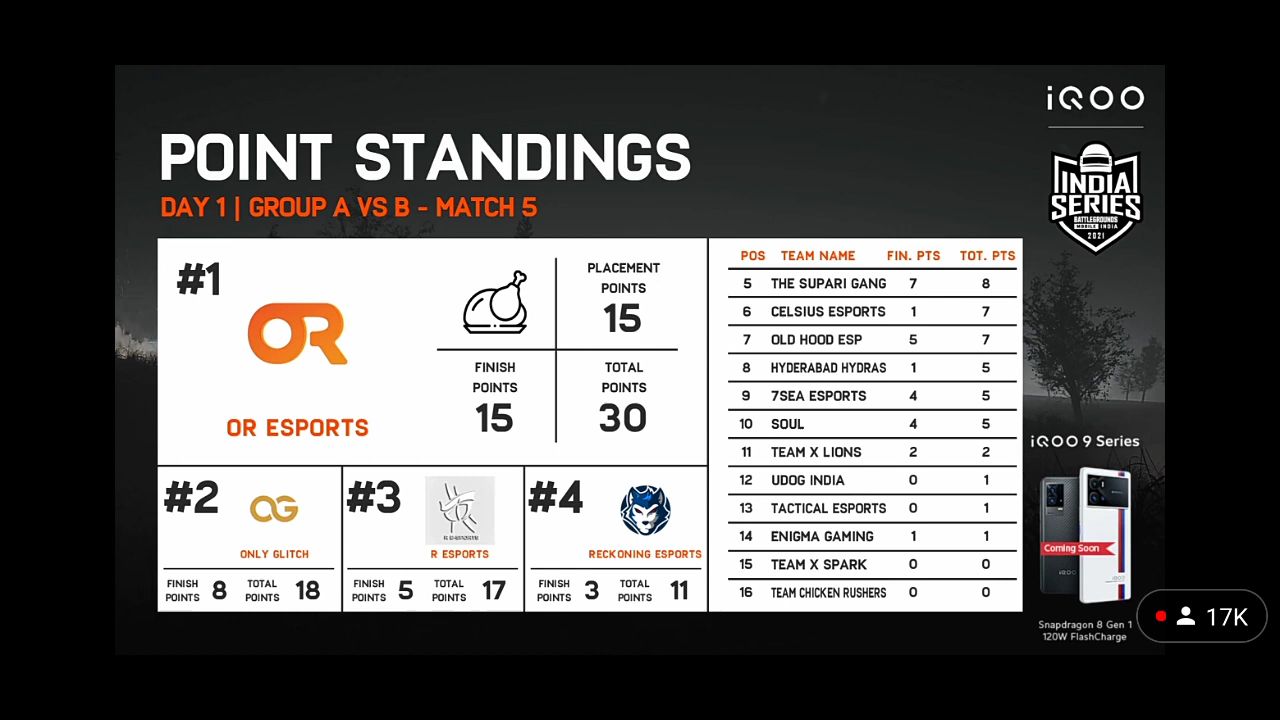 iQOO
POINT STANDINGS
DAY 1 | GROUP A VS B - MATCH 5
INDIA
SERIES
BATTLEGROUNDS
MOBILE INDIA
2021
#1
OR
OR ESPORTS
PLACEMENT
POINTS
15
FINISH
POINTS
15
TOTAL
POINTS
30
#2
OG
ONLY GLITCH
FINISH
POINTS
8
TOTAL
POINTS
18
#3
R ESPORTS
FINISH
POINTS
5
TOTAL
POINTS
17
#4
RECKONING ESPORTS
FINISH
POINTS
3
TOTAL
POINTS
11
POS TEAM NAME FIN. PTS TOT. PTS
5 THE SUPARI GANG 7 8
6 CELSIUS ESPORTS 1 7
7 OLD HOOD ESP 5 7
8 HYDERABAD HYDRAS 1 5
9 7SEA ESPORTS 4 5
10 SOUL 4 5
11 TEAM X LIONS 2 2
12 UDOG INDIA 0 1
13 TACTICAL ESPORTS 0 1
14 ENIGMA GAMING 1 1
15 TEAM X SPARK 0 0
16 TEAM CHICKEN RUSHERS 0 0
iQOO 9 Series
Coming Soon
iQOO
Snapdragon 8 Gen 1
120W FlashCharge
17K